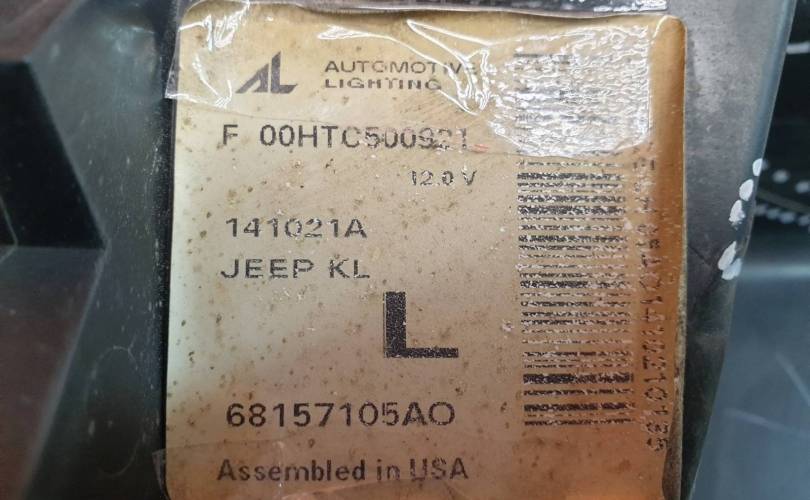 AL AUTOMOTIVE
LIGHTING
F 00HTC500921
12.0 V
141021A
JEEP KL
L
68157105AO
Assembled in USA